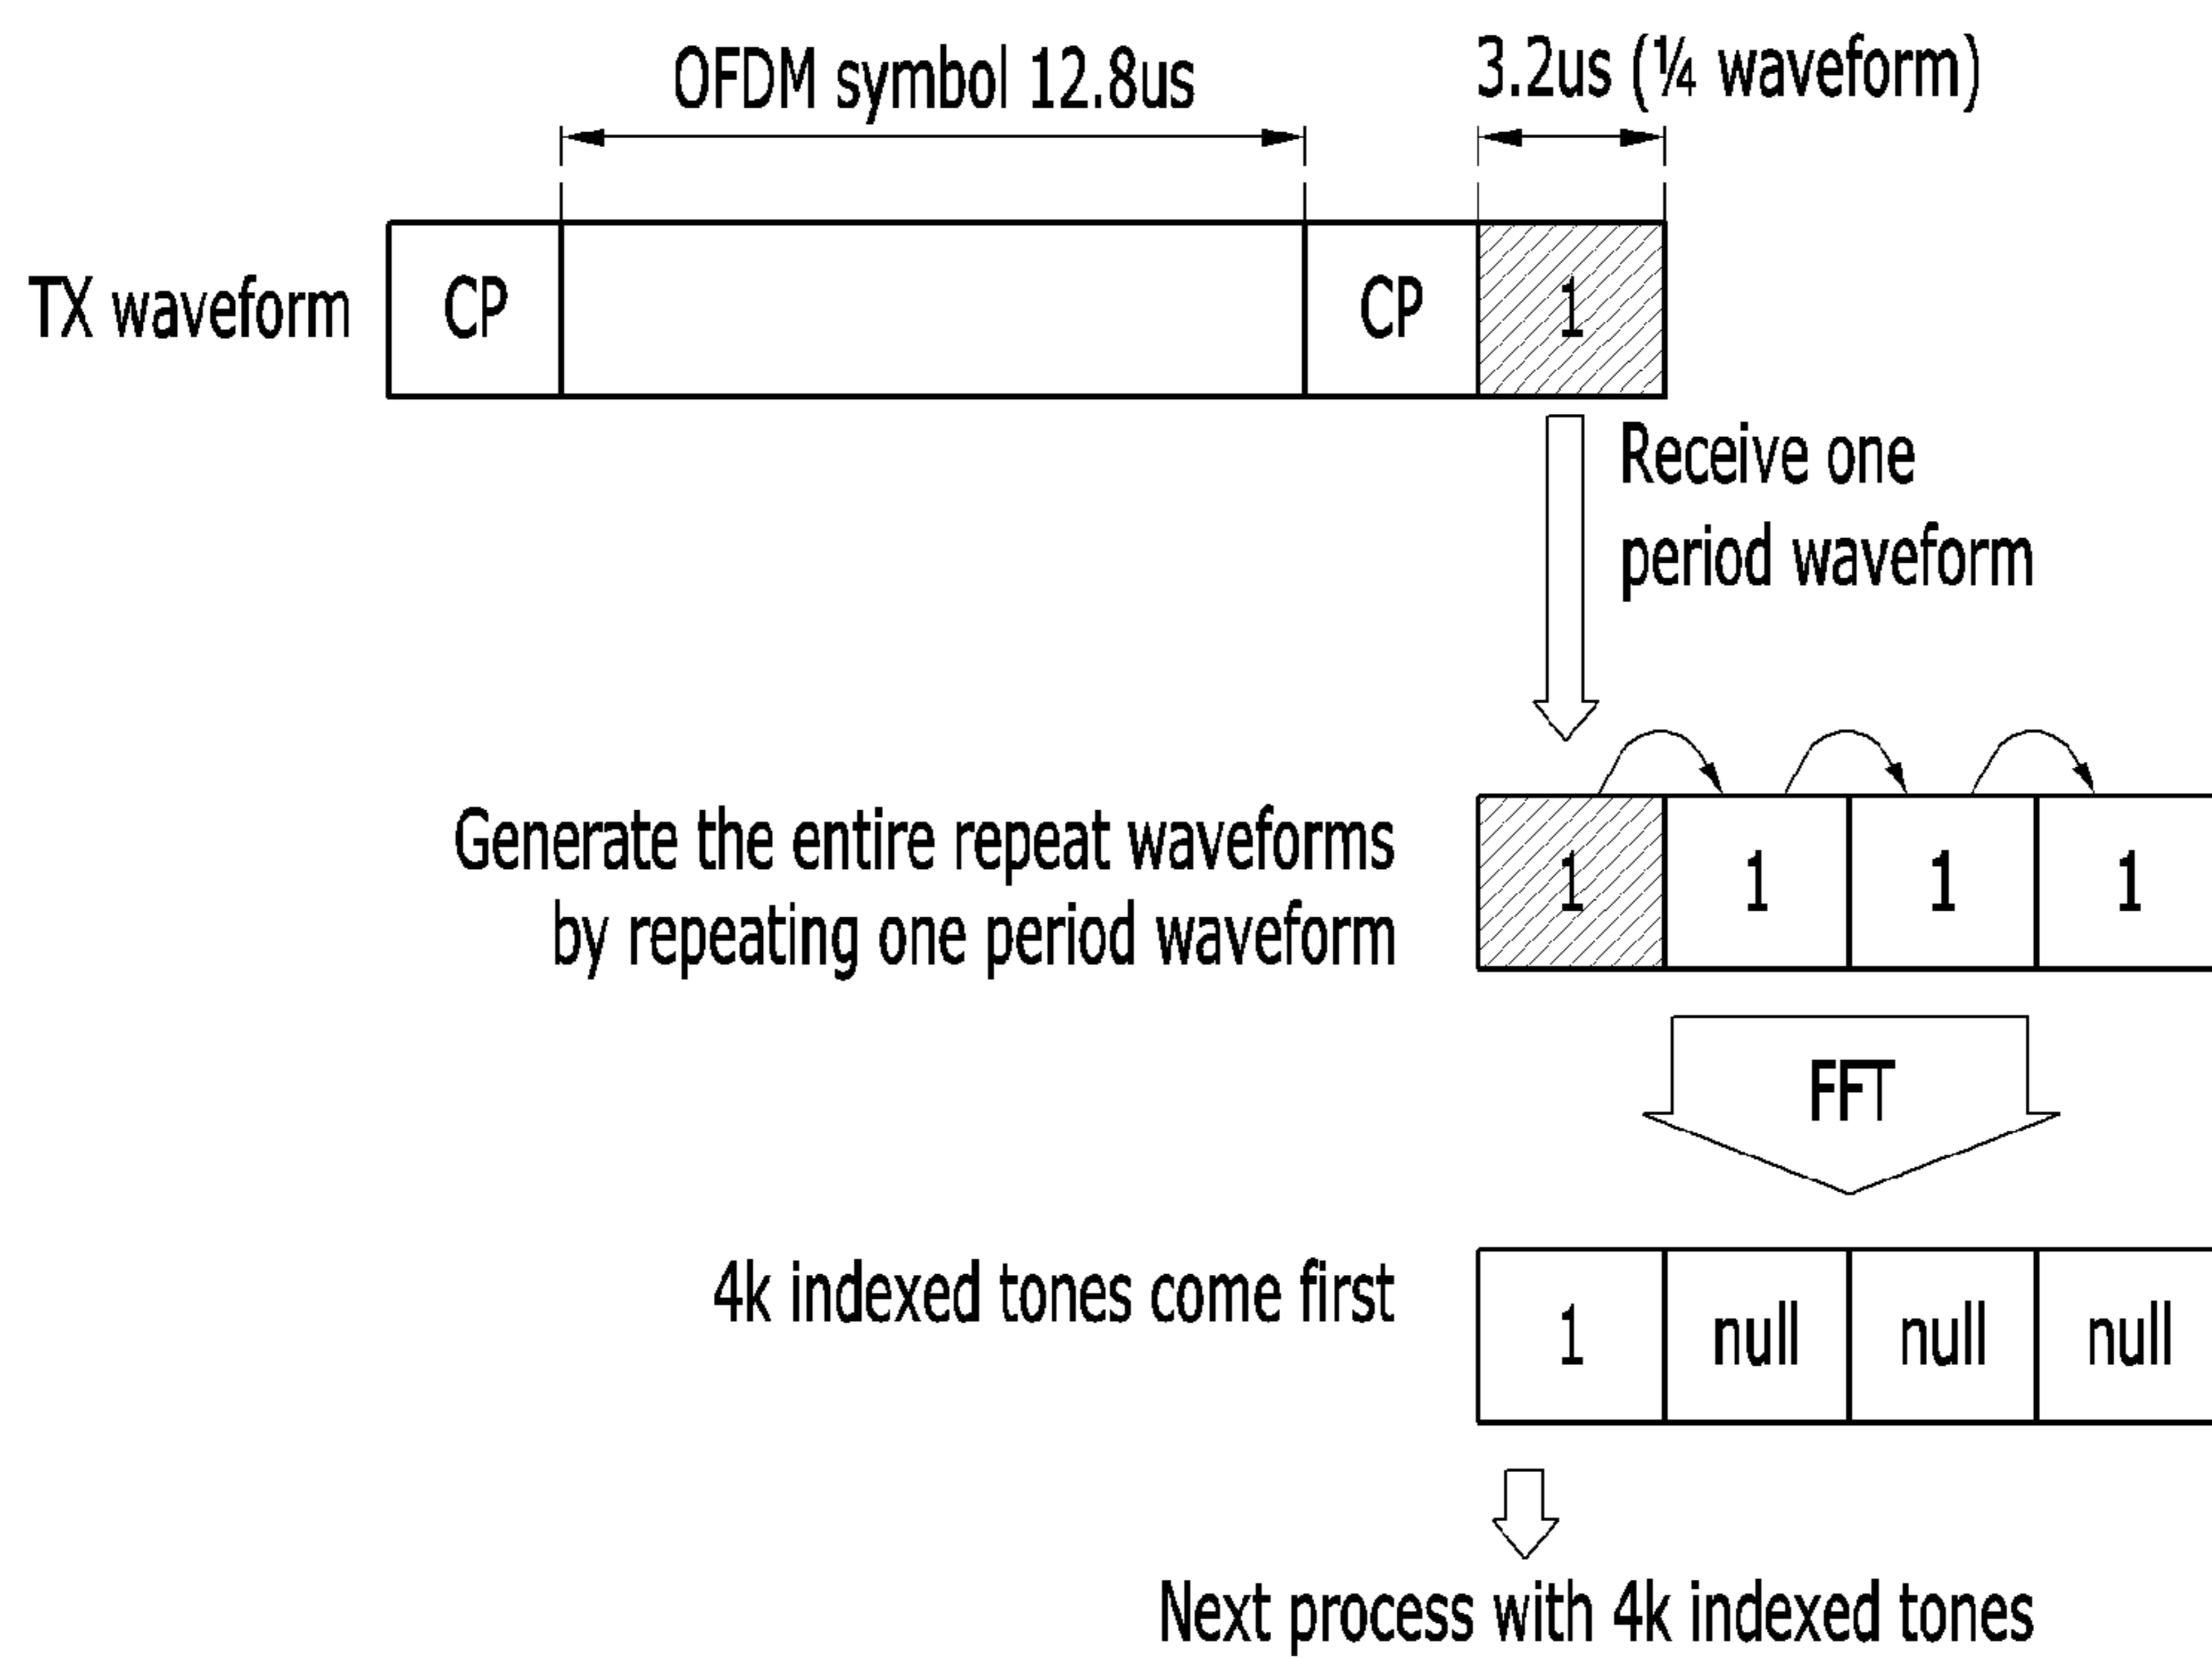 OFDM symbol 12.8us
3.2us (¼ waveform)
TX waveform
CP
CP
1
Receive one
period waveform
Generate the entire repeat waveforms
by repeating one period waveform
1
1
1
1
FFT
4k indexed tones come first
1
null
null
null
Next process with 4k indexed tones